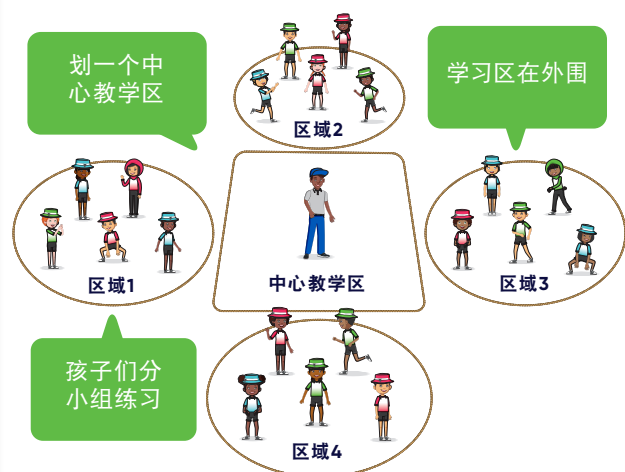 划一个中
心教学区
学习区在外围
区域2
区域1
中心教学区
区域3
孩子们分
小组练习
区域4